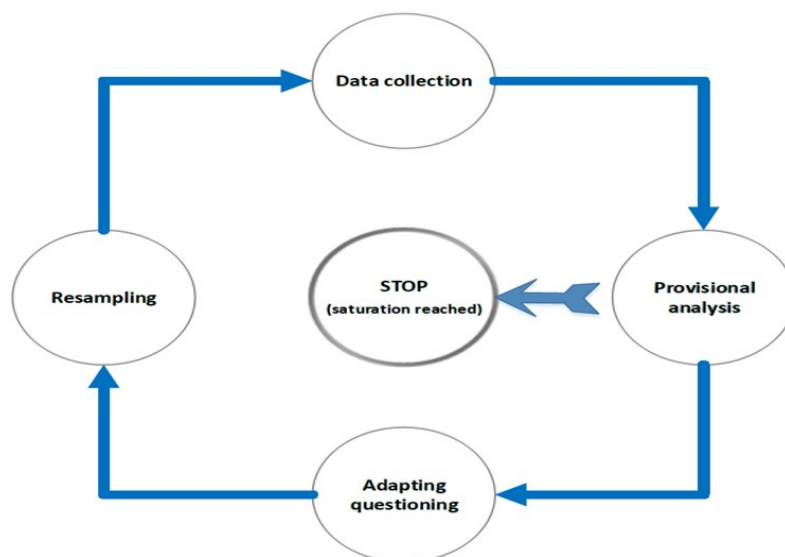 Data collection
Resampling
STOP
(saturation reached)
Provisional
analysis
Adapting
questioning